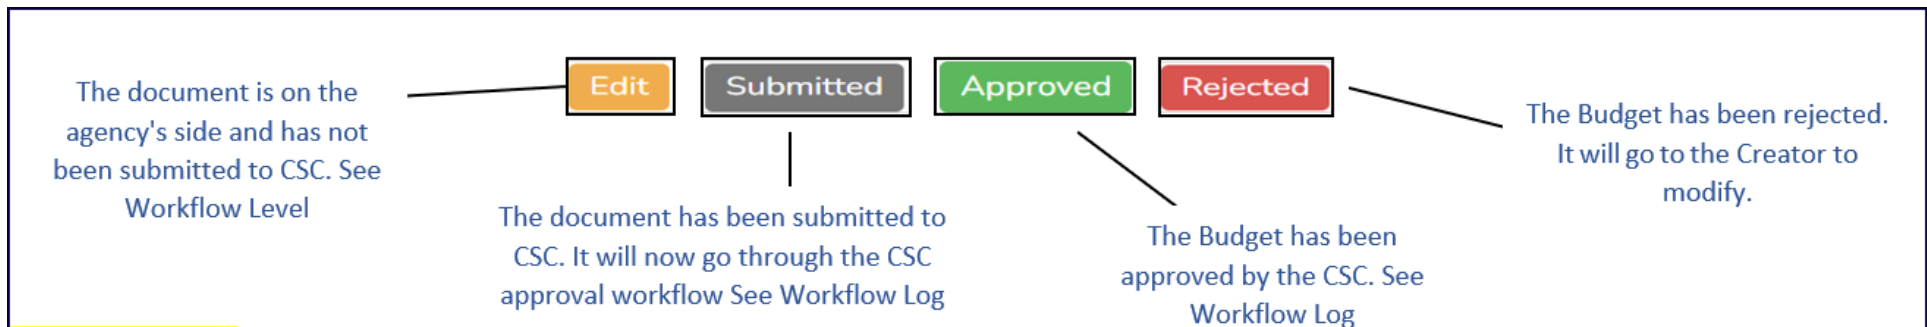 Edit
Submitted
Approved
Rejected
The document is on the
agency's side and has not
been submitted to CSC. See
Workflow Level
The document has been submitted to
CSC. It will now go through the CSC
approval workflow See Workflow Log
The Budget has been
approved by the CSC. See
Workflow Log
The Budget has been rejected.
It will go to the Creator to
modify.